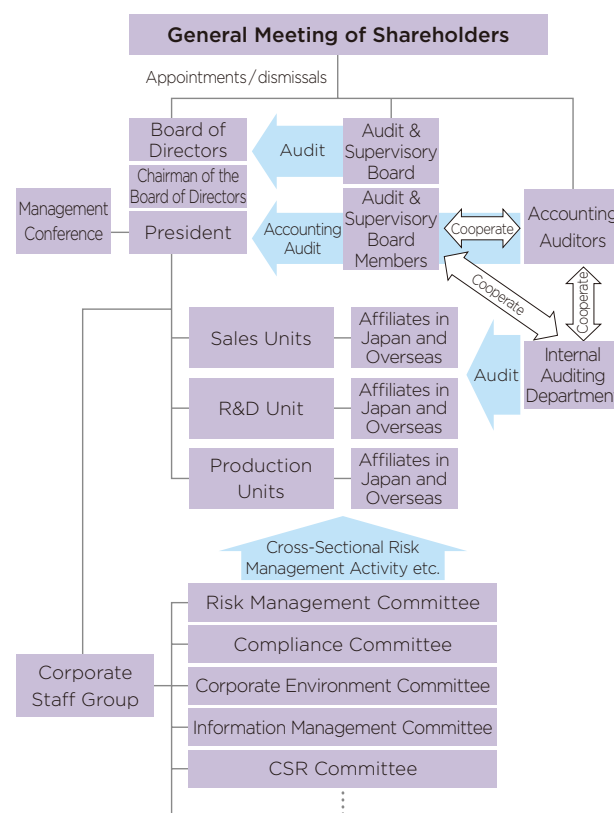 General Meeting of Shareholders
Appointments/dismissals
Board of
Directors
Audit
Audit &
Supervisory
Board
Chairman of the
Board of Directors
Management
Conference
President
Accounting
Audit
Audit &
Supervisory
Board
Members
Cooperate
Accounting
Auditors
Cooperate
Cooperate
Sales Units
Affiliates in
Japan and
Overseas
Audit
Internal
Auditing
Department
R&D Unit
Affiliates in
Japan and
Overseas
Production
Units
Affiliates in
Japan and
Overseas
Cross-Sectional Risk
Management Activity etc.
Risk Management Committee
Compliance Committee
Corporate
Staff Group
Corporate Environment Committee
Information Management Committee
CSR Committee